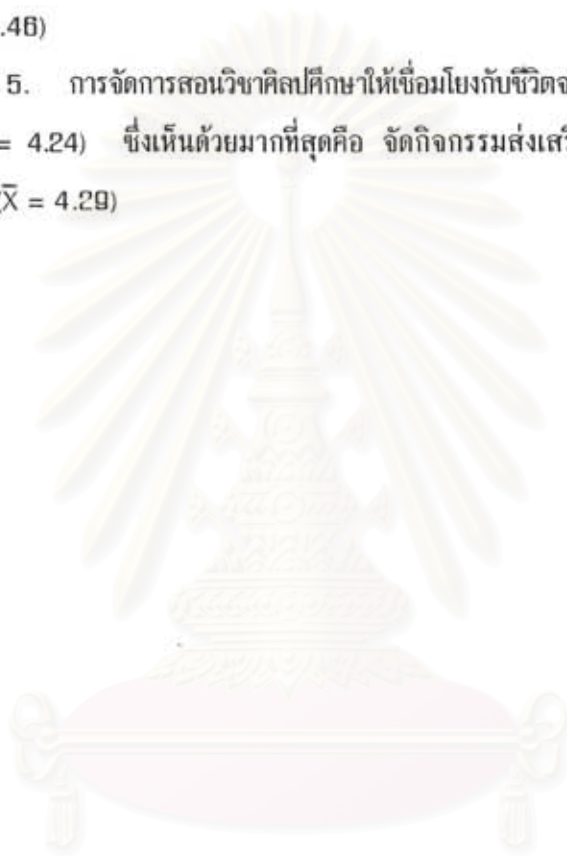 .46)
5. การจัดการสอนวิชาศิลปศึกษาให้เชื่อมโยงกับชีวิตจ
= 4.24) ซึ่งเห็นด้วยมากที่สุดคือ จัดกิจกรรมส่งเสริ
X̄ = 4.29)